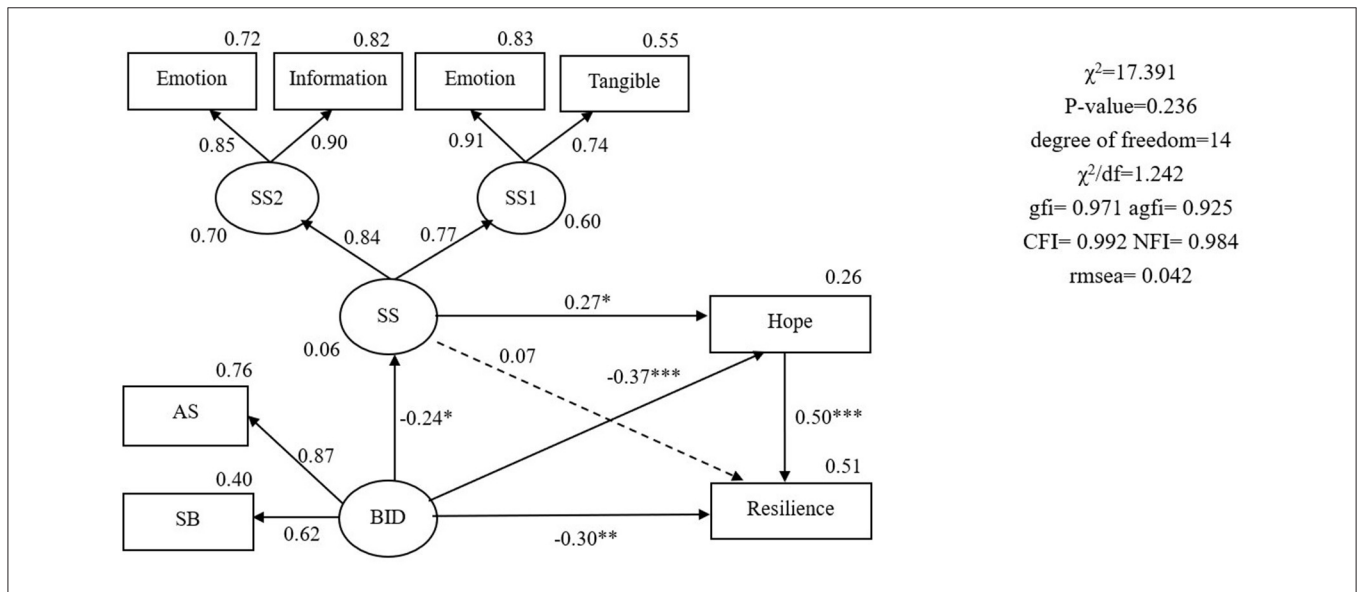 0.72
0.82
0.83
0.55
Emotion
Information
Emotion
Tangible
0.85
0.90
0.91
0.74
SS2
SS1
0.70
0.60
0.84
0.77
SS
0.06
0.27*
0.26
Hope
0.07
-0.37***
0.76
AS
-0.24*
0.50***
0.87
0.40
SB
0.62
BID
-0.30**
0.51
Resilience
χ²=17.391
P-value=0.236
degree of freedom=14
χ²/df=1.242
gfi= 0.971 agfi= 0.925
CFI= 0.992 NFI= 0.984
rmsea= 0.042